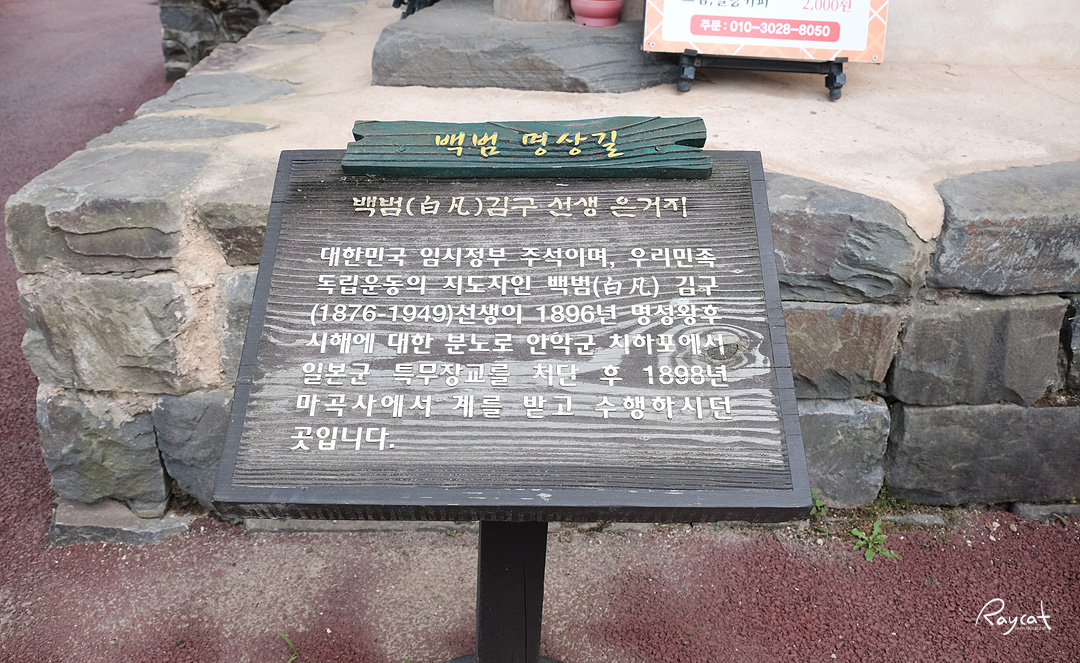 2,000원
주문 : 010-3028-8050
백범 명상길
백범(白凡)김구 선생 은거지
대한민국 임시정부 주석이며, 우리민족
독립운동의 지도자인 백범(白凡) 김구
(1876-1949)선생이 1896년 명성황후
시해에 대한 분노로 안악군 치하포에서
일본군 특무장교를 처단 후 1898년
마곡사에서 계를 받고 수행하시던
곳입니다.
Raycat